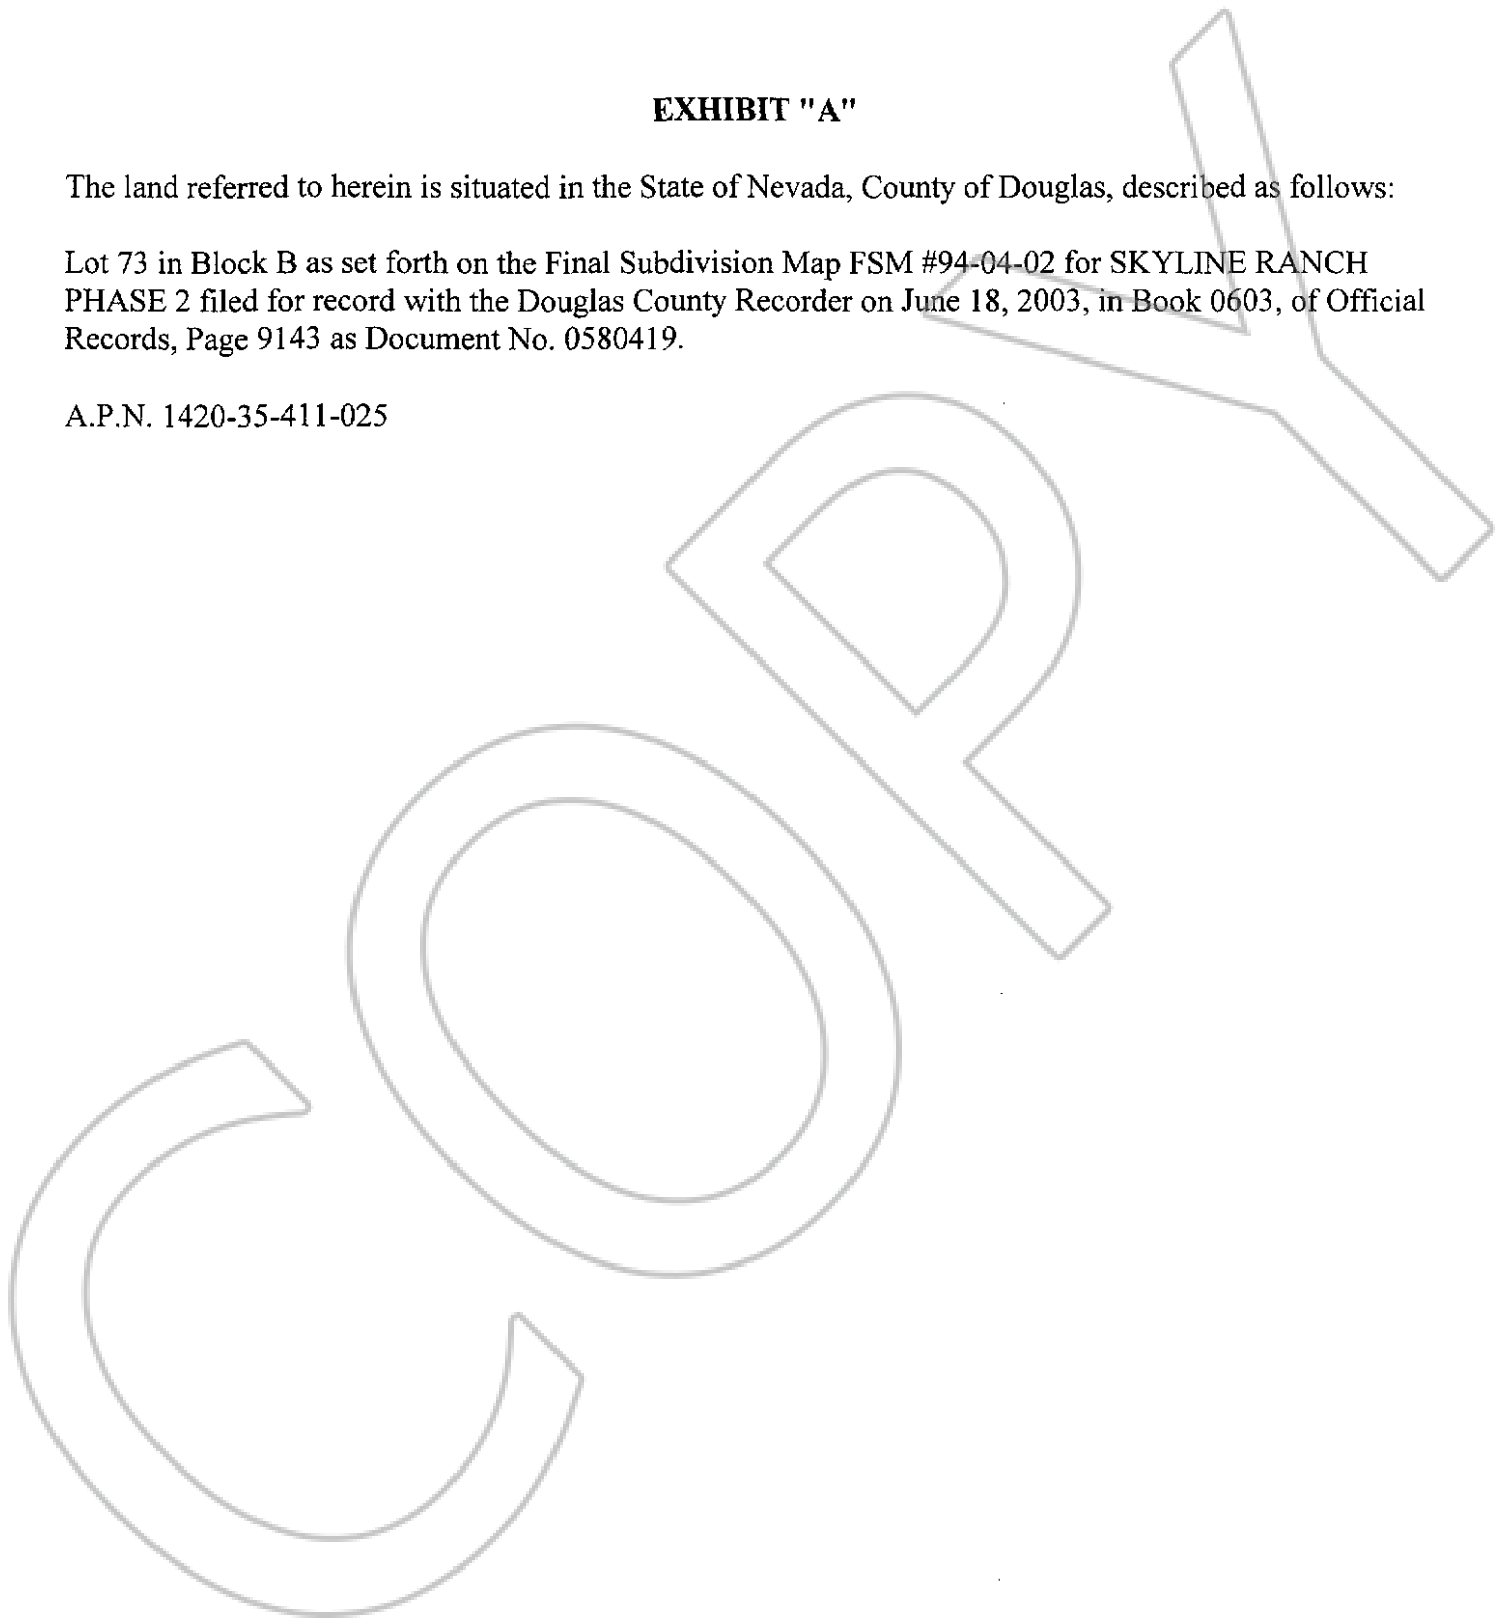 EXHIBIT "A"
The land referred to herein is situated in the State of Nevada, County of Douglas, described as follows:
Lot 73 in Block B as set forth on the Final Subdivision Map FSM #94-04-02 for SKYLINE RANCH
PHASE 2 filed for record with the Douglas County Recorder on June 18, 2003, in Book 0603, of Official
Records, Page 9143 as Document No. 0580419.
A.P.N. 1420-35-411-025
COPY